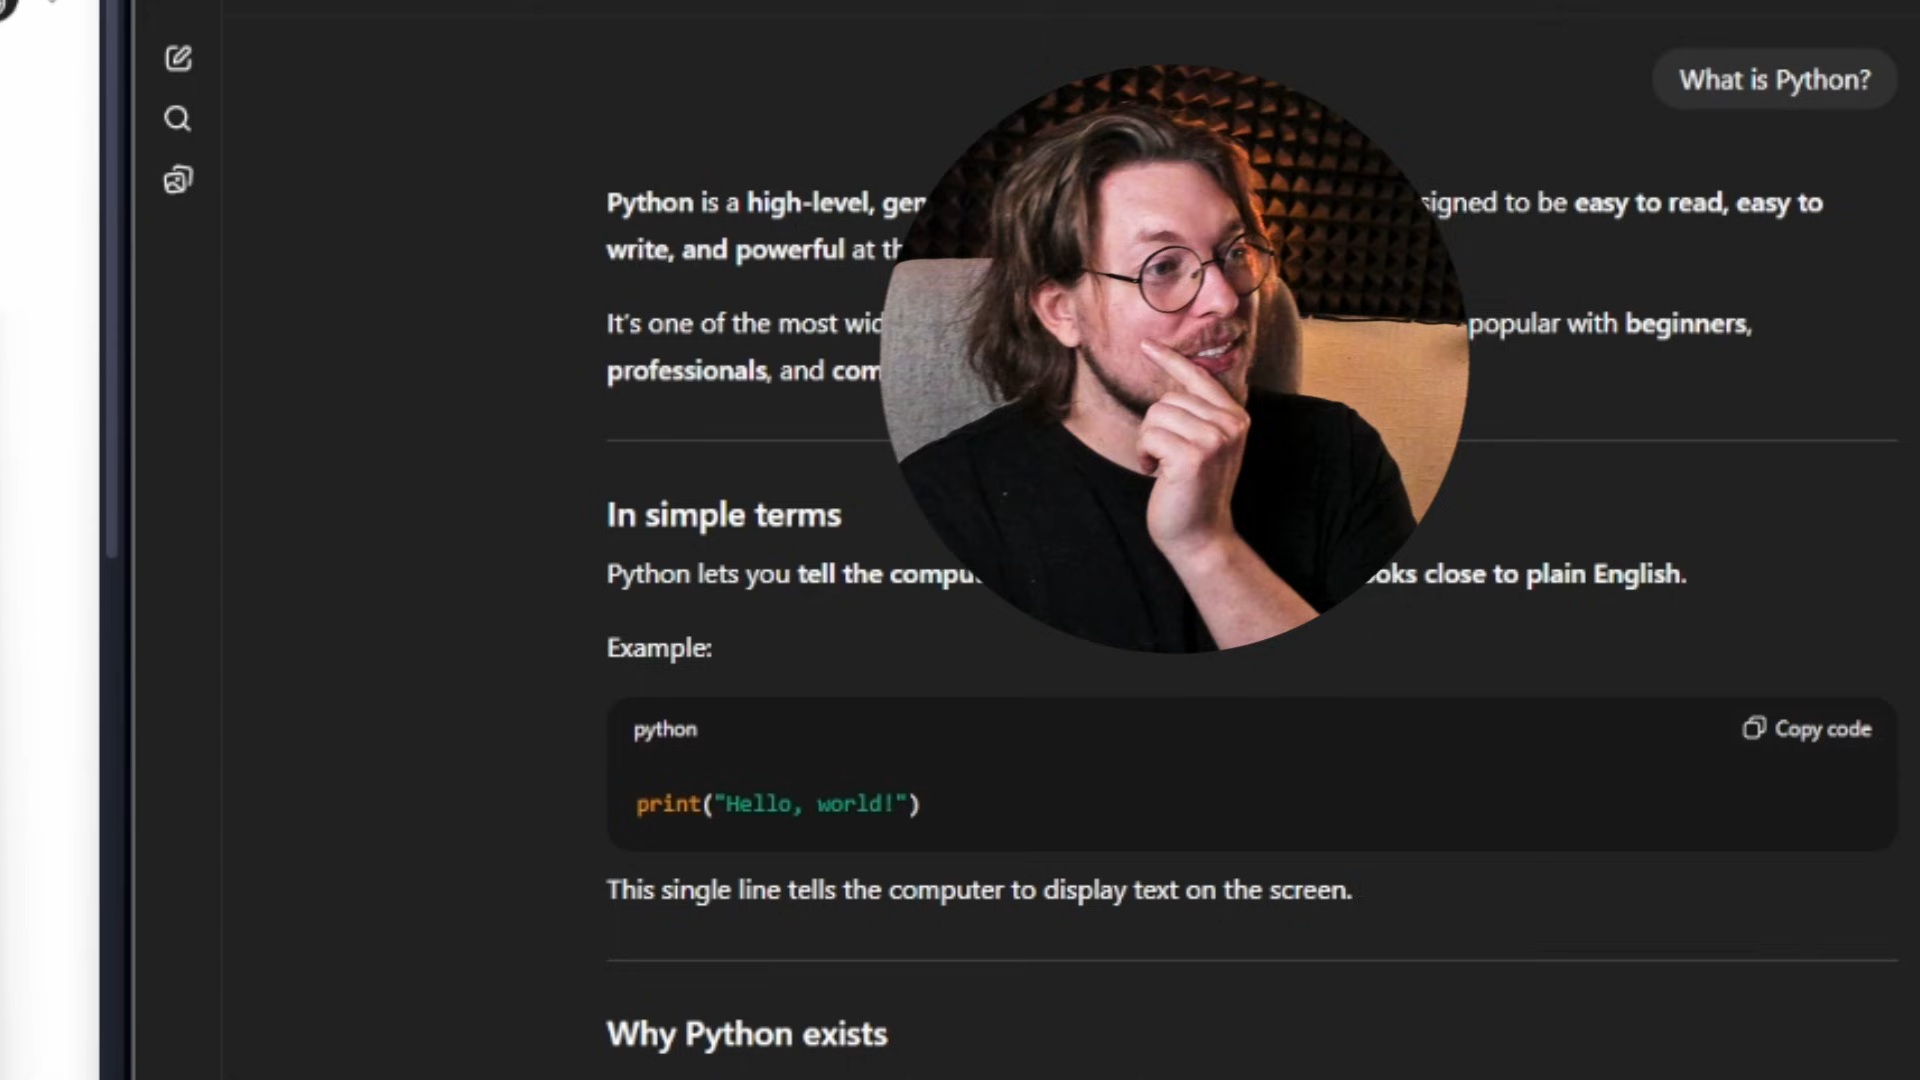 What is Python?
Python is a high-level, gen signed to be easy to read, easy to
write, and powerful at th
It's one of the most wid popular with beginners,
professionals, and com
In simple terms
Python lets you tell the compu oks close to plain English.
Example:
python Copy code
print("Hello, world!")
This single line tells the computer to display text on the screen.
Why Python exists